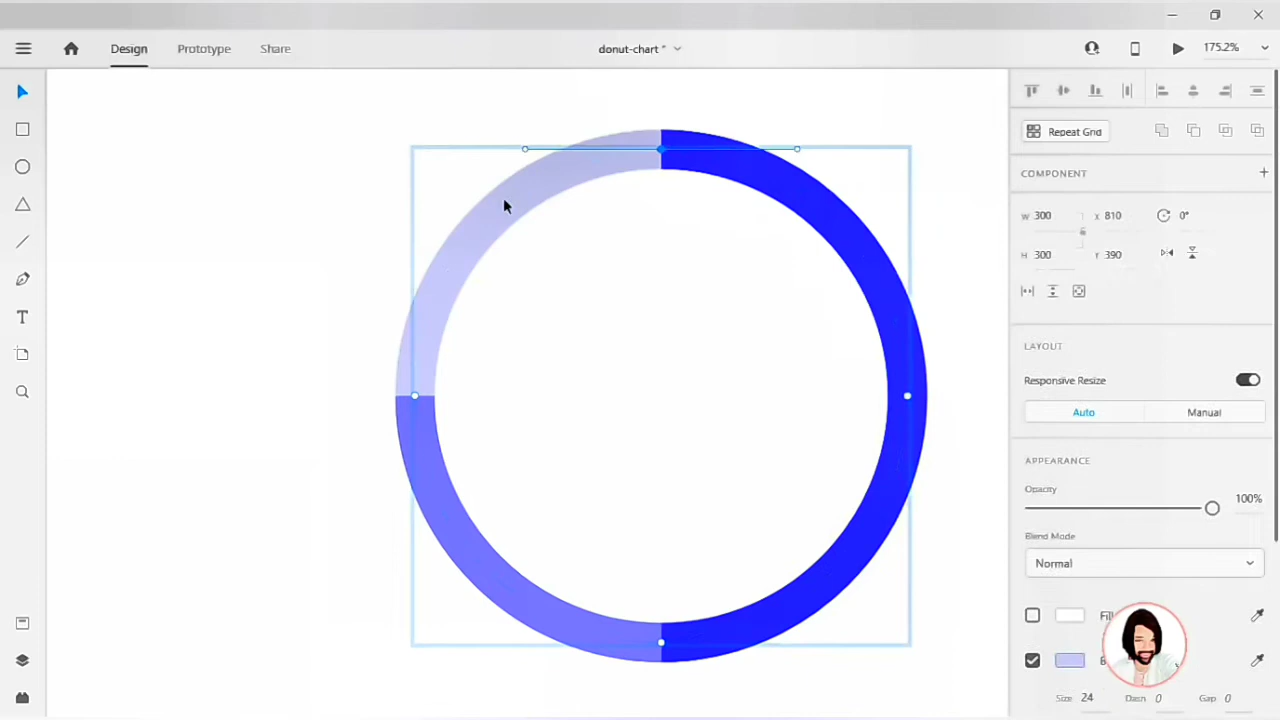 Design Prototype Share donut-chart * 175.2%
Repeat Grid
COMPONENT
W 300 X 810 0°
H 300 Y 390
LAYOUT
Responsive Resize
Auto Manual
APPEARANCE
Opacity
100%
Blend Mode
Normal
Size 24 Dash 0 Gap 0